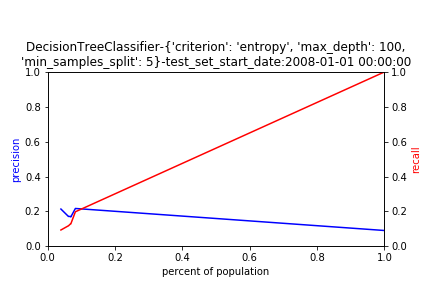 DecisionTreeClassifier-{'criterion': 'entropy', 'max_depth': 100,
'min_samples_split': 5}-test_set_start_date:2008-01-01 00:00:00
1.0
0.8
0.6
0.4
0.2
0.0
precision
1.0
0.8
0.6
0.4
0.2
0.0
recall
0.0 0.2 0.4 0.6 0.8 1.0
percent of population